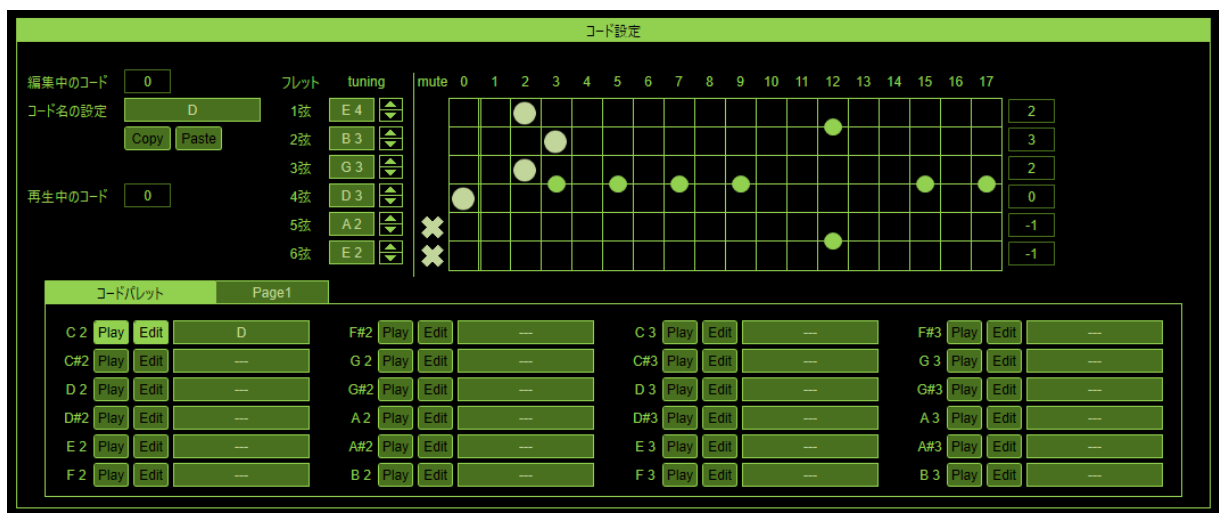 コード設定
編集中のコード 0 フレット tuning mute 0 1 2 3 4 5 6 7 8 9 10 11 12 13 14 15 16 17
コード名の設定 D 1弦 E 4 2
Copy Paste 2弦 B 3 3
3弦 G 3 2
再生中のコード 0 4弦 D 3 0
5弦 A 2 -1
6弦 E 2 -1
コードパレット Page1
C 2 Play Edit D F#2 Play Edit --- C 3 Play Edit --- F#3 Play Edit ---
C#2 Play Edit --- G 2 Play Edit --- C#3 Play Edit --- G 3 Play Edit ---
D 2 Play Edit --- G#2 Play Edit --- D 3 Play Edit --- G#3 Play Edit ---
D#2 Play Edit --- A 2 Play Edit --- D#3 Play Edit --- A 3 Play Edit ---
E 2 Play Edit --- A#2 Play Edit --- E 3 Play Edit --- A#3 Play Edit ---
F 2 Play Edit --- B 2 Play Edit --- F 3 Play Edit --- B 3 Play Edit ---